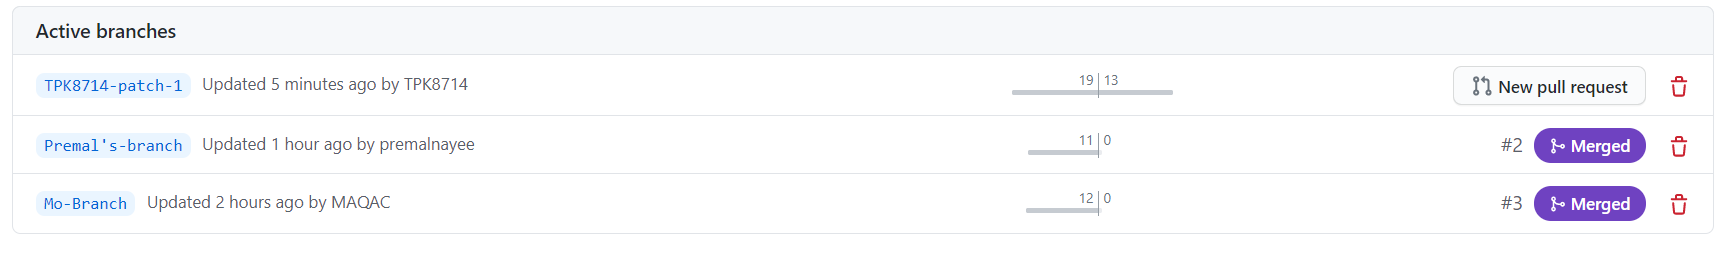 Active branches
TPK8714-patch-1 Updated 5 minutes ago by TPK8714 19 13 New pull request
Premal's-branch Updated 1 hour ago by premalnayee 11 0 #2 Merged
Mo-Branch Updated 2 hours ago by MAQAC 12 0 #3 Merged